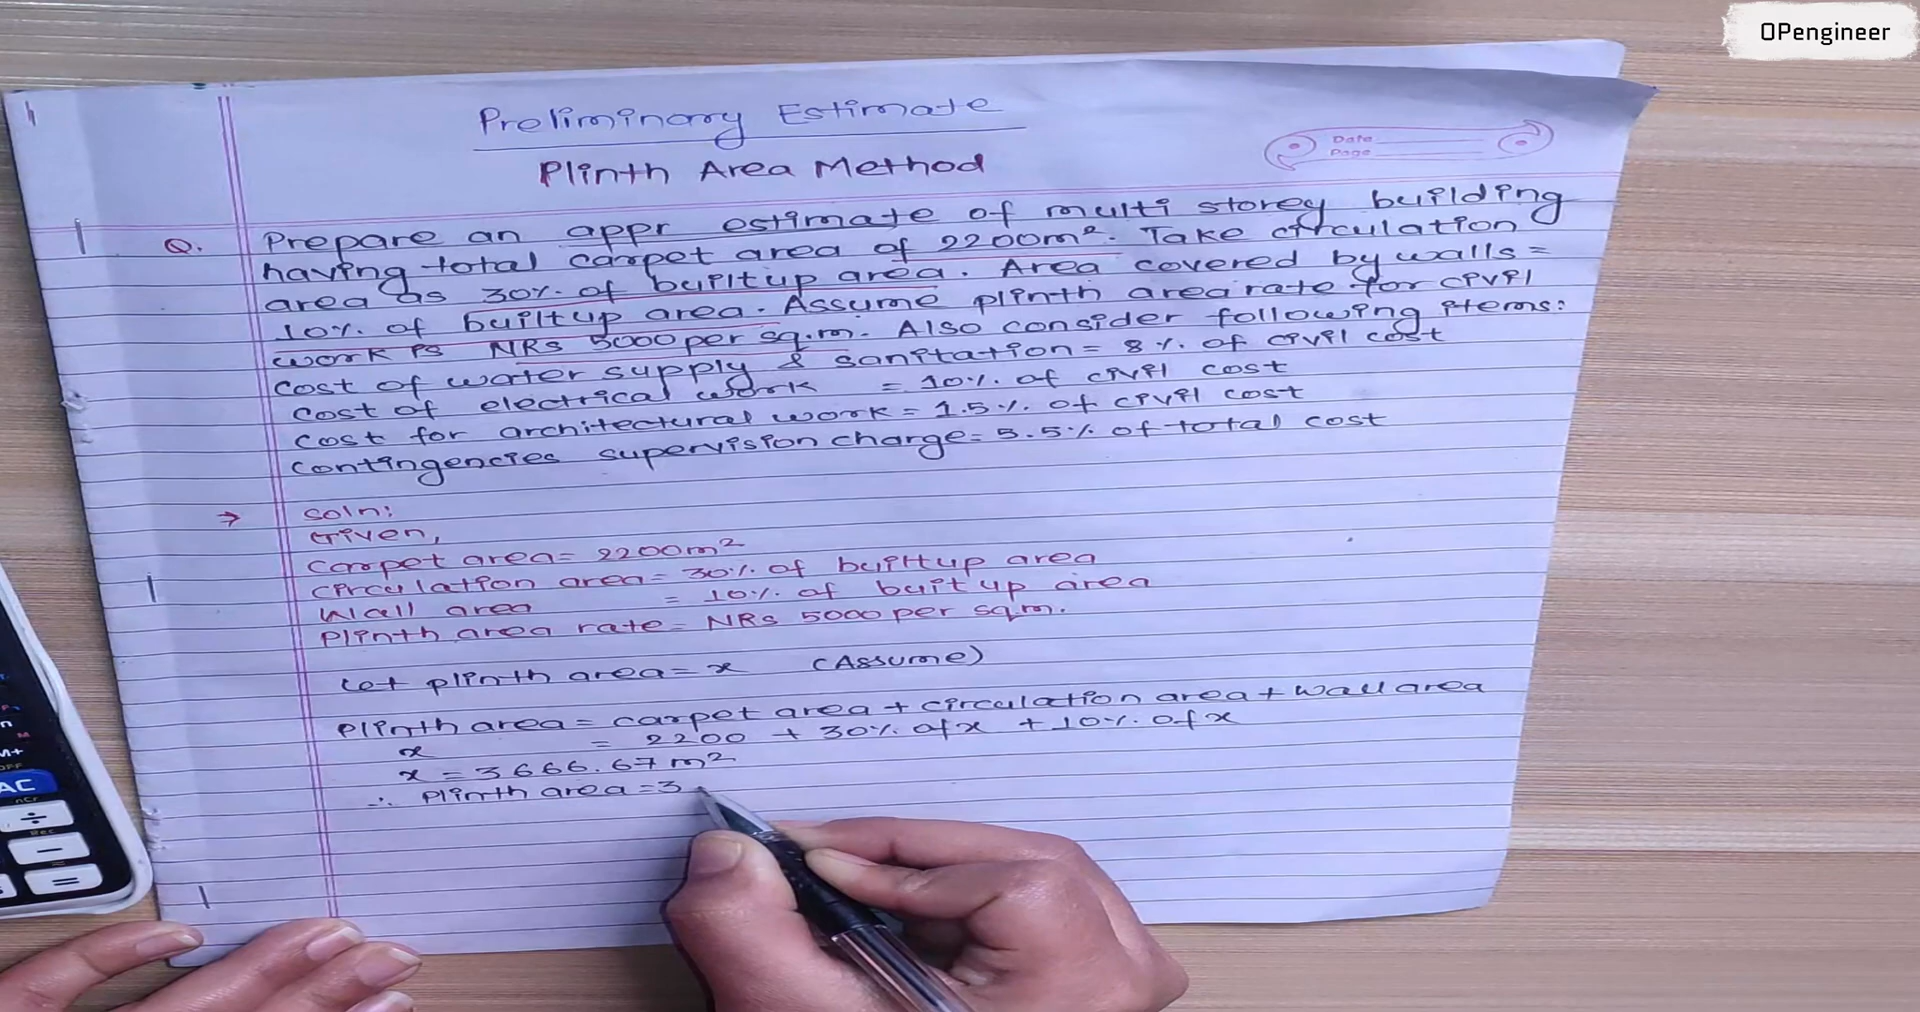 OPengineer
Preliminary Estimate
Date
Page
Plinth Area Method
Q. Prepare an appr estimate of multi storey building
having total carpet area of 2200m². Take circulation
area as 30% of builtup area. Area covered by walls =
10% of builtup area. Assume plinth area rate for civil
work is NRs 5000 per sq.m. Also consider following items:
cost of water supply & sanitation = 8% of civil cost
cost of electrical work = 10% of civil cost
cost for architectural work = 1.5% of civil cost
contingencies supervision charge = 5.5% of total cost
→ Soln:
Given,
Carpet area = 2200m²
circulation area = 30% of builtup area
Wall area = 10% of buitup area
Plinth area rate = NRs 5000 per sq.m.
Let plinth area = x (Assume)
Plinth area = carpet area + circulation area + wall area
x = 2200 + 30% of x + 10% of x
x = 3666.67 m²
∴ Plinth area = 3
AC
M+
÷
Rec
−
=